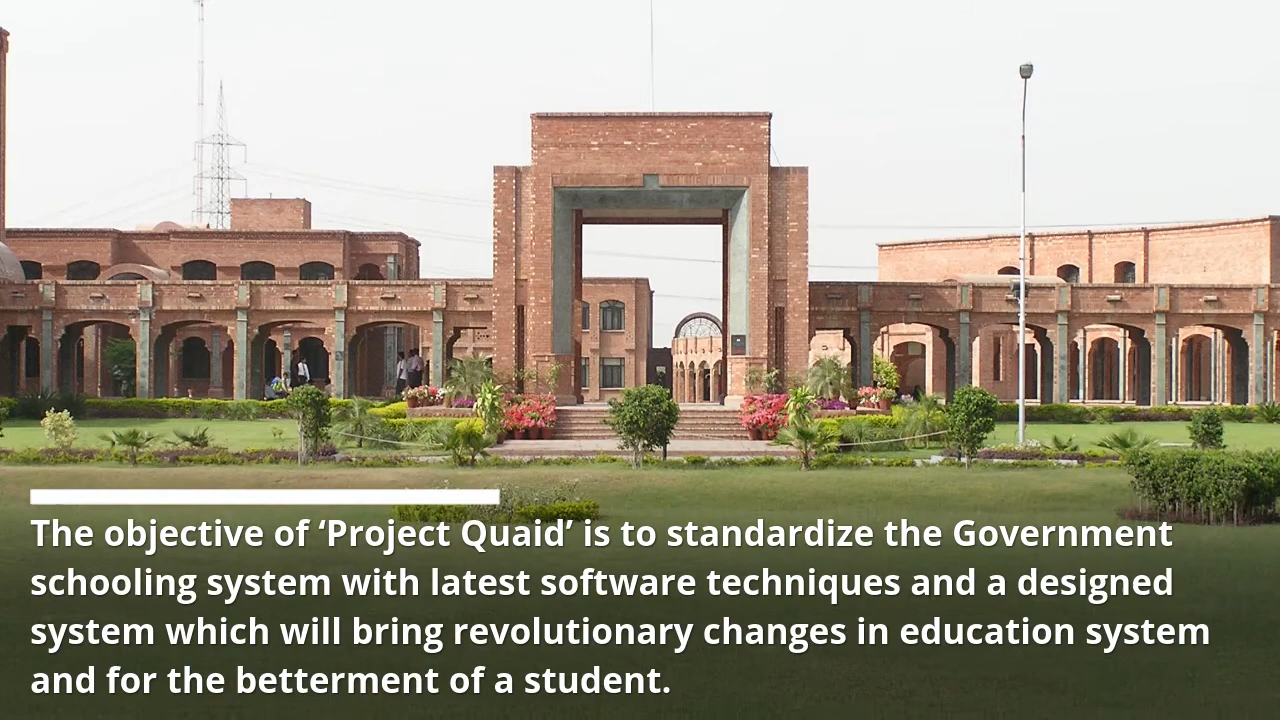 The objective of ‘Project Quaid’ is to standardize the Government
schooling system with latest software techniques and a designed
system which will bring revolutionary changes in education system
and for the betterment of a student.